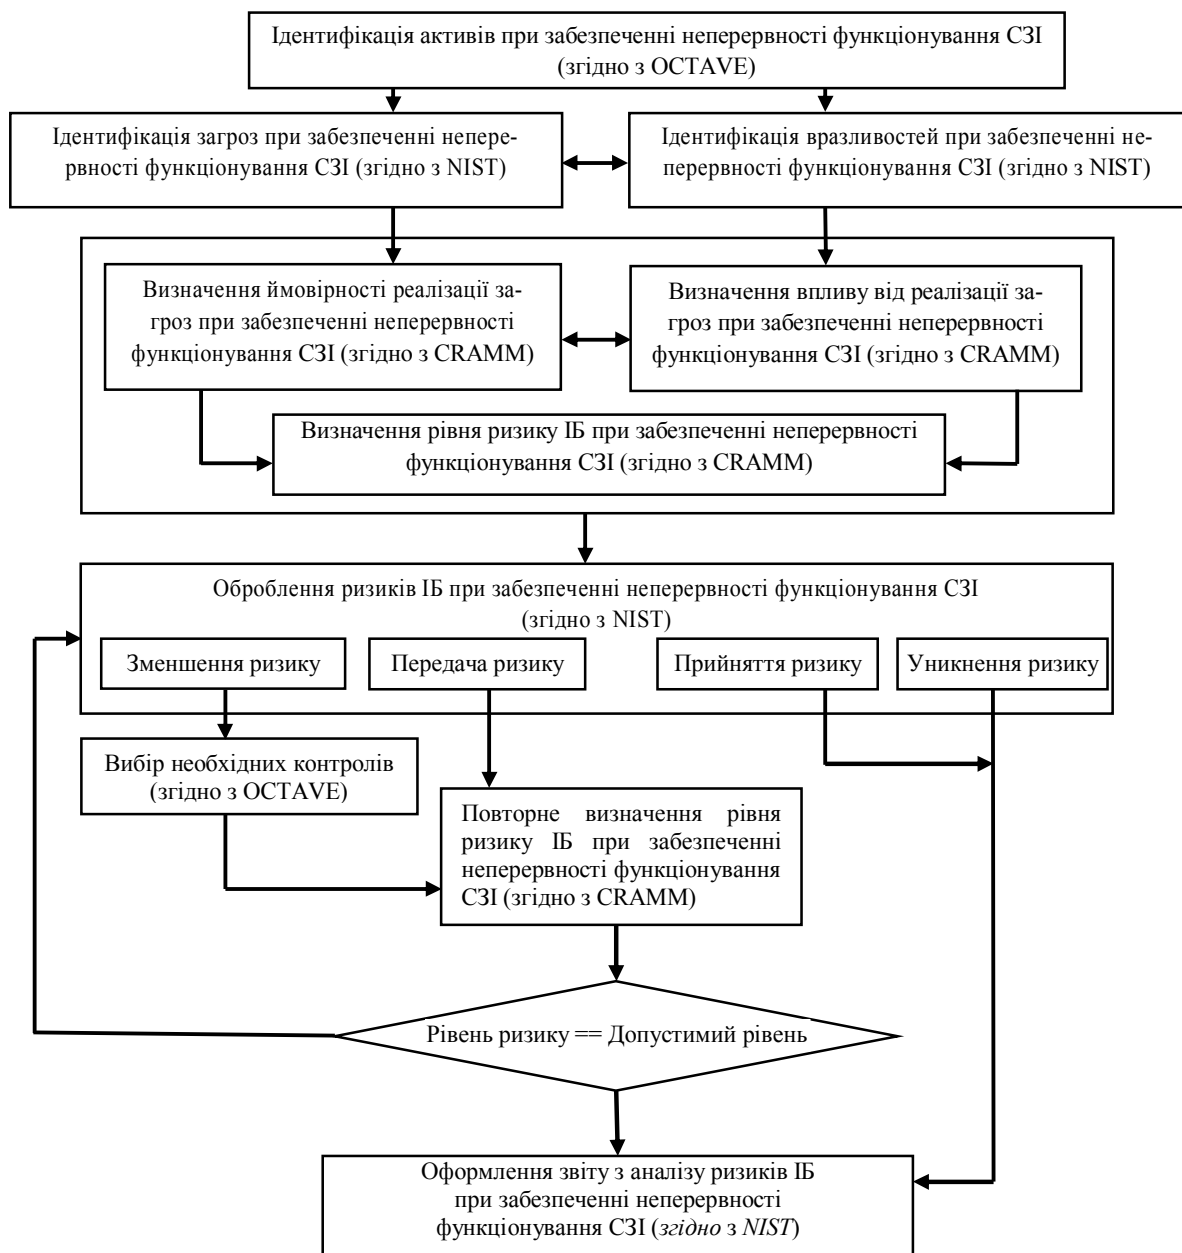 Ідентифікація активів при забезпеченні неперервності функціонування СЗІ
(згідно з OCTAVE)
Ідентифікація загроз при забезпеченні непере-
рвності функціонування СЗІ (згідно з NIST)
Ідентифікація вразливостей при забезпеченні не-
перервності функціонування СЗІ (згідно з NIST)
Визначення ймовірності реалізації за-
гроз при забезпеченні неперервності
функціонування СЗІ (згідно з CRAMM)
Визначення впливу від реалізації за-
гроз при забезпеченні неперервності
функціонування СЗІ (згідно з CRAMM)
Визначення рівня ризику ІБ при забезпеченні неперервності
функціонування СЗІ (згідно з CRAMM)
Оброблення ризиків ІБ при забезпеченні неперервності функціонування СЗІ
(згідно з NIST)
Зменшення ризику
Передача ризику
Прийняття ризику
Уникнення ризику
Вибір необхідних контролів
(згідно з OCTAVE)
Повторне визначення рівня
ризику ІБ при забезпеченні
неперервності функціонування
СЗІ (згідно з CRAMM)
Рівень ризику == Допустимий рівень
Оформлення звіту з аналізу ризиків ІБ
при забезпеченні неперервності
функціонування СЗІ (згідно з NIST)